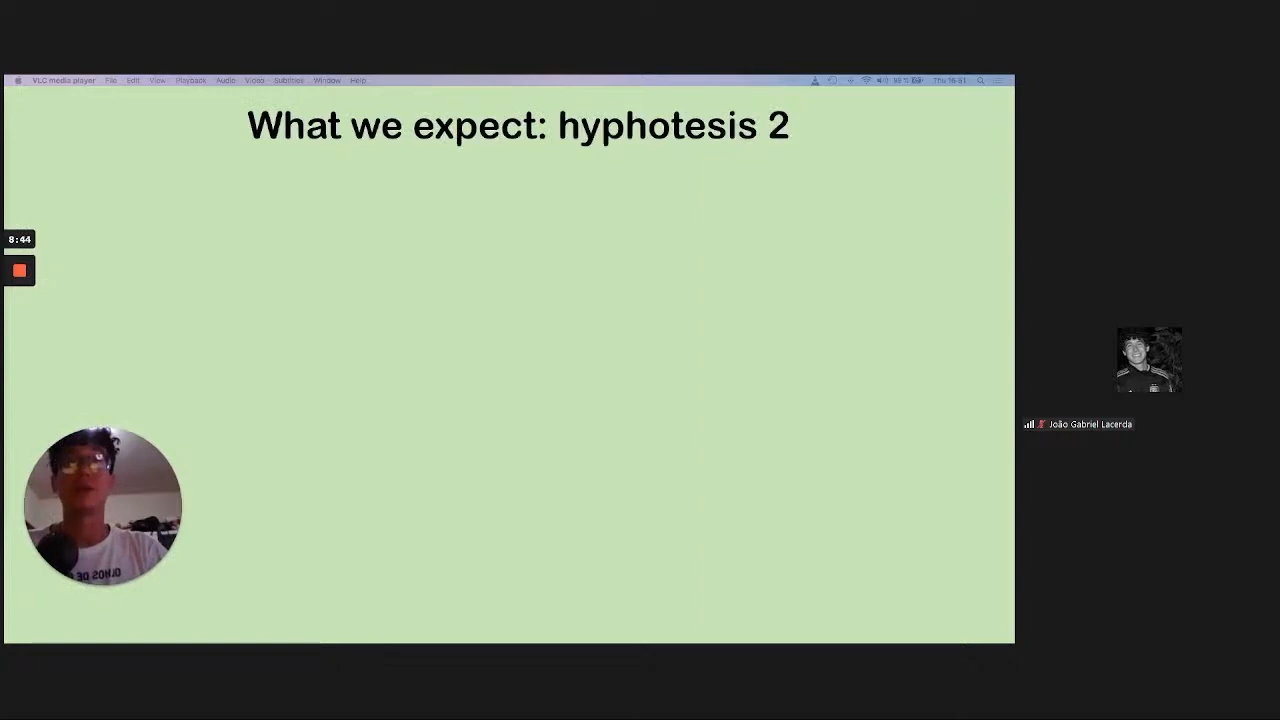 VLC media player File Edit View Playback Audio Video Subtitles Window Help
Thu 16:51
What we expect: hyphotesis 2
8:44
João Gabriel Lacerda